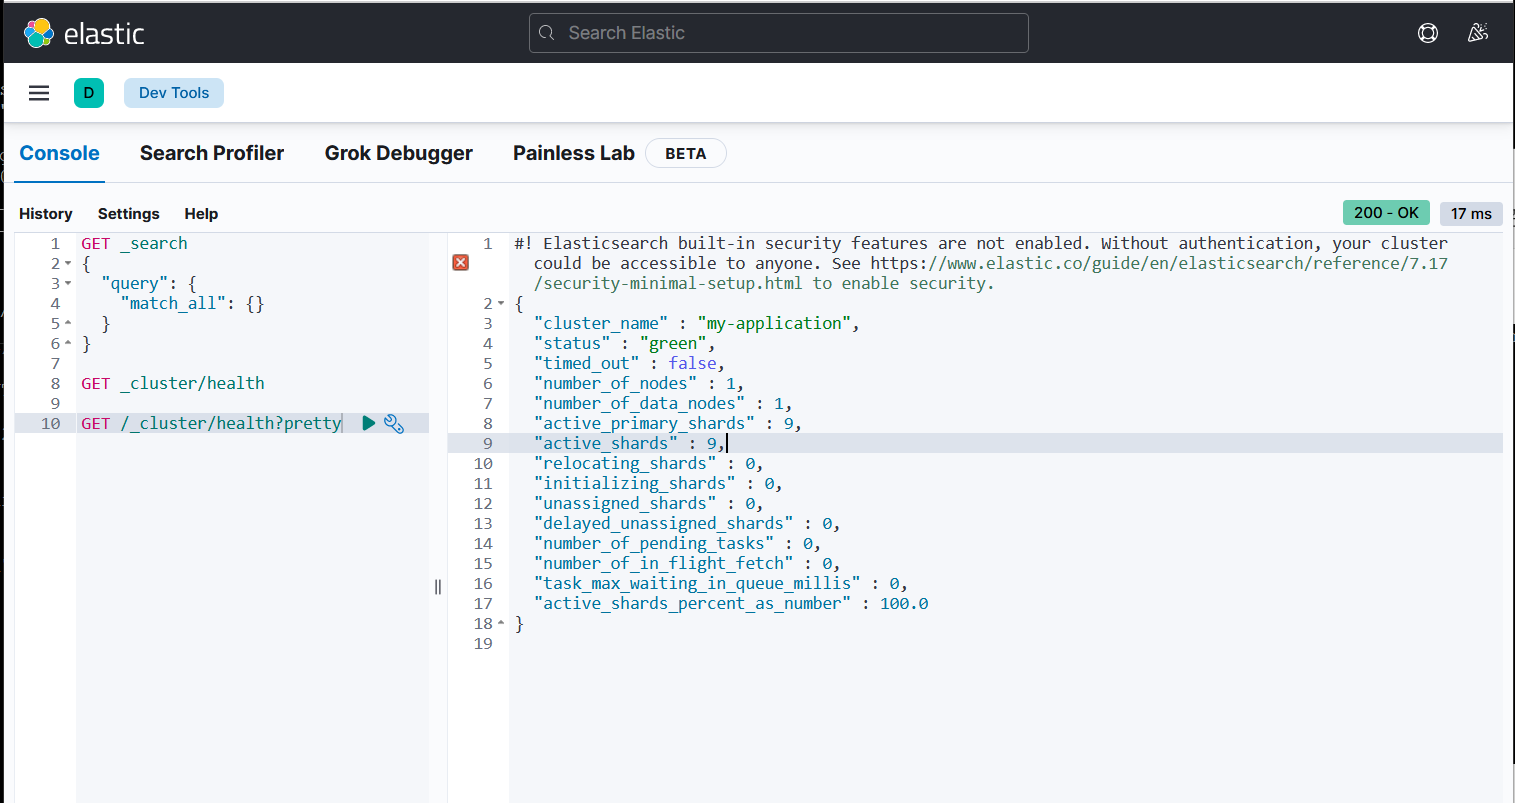 elastic
Search Elastic
D
Dev Tools
Console
Search Profiler
Grok Debugger
Painless Lab
BETA
History
Settings
Help
200 - OK
17 ms
1 GET _search
2 {
3   "query": {
4     "match_all": {}
5   }
6 }
7
8 GET _cluster/health
9
10 GET /_cluster/health?pretty
1 #! Elasticsearch built-in security features are not enabled. Without authentication, your cluster
could be accessible to anyone. See https://www.elastic.co/guide/en/elasticsearch/reference/7.17
/security-minimal-setup.html to enable security.
2 {
3   "cluster_name" : "my-application",
4   "status" : "green",
5   "timed_out" : false,
6   "number_of_nodes" : 1,
7   "number_of_data_nodes" : 1,
8   "active_primary_shards" : 9,
9   "active_shards" : 9,
10   "relocating_shards" : 0,
11   "initializing_shards" : 0,
12   "unassigned_shards" : 0,
13   "delayed_unassigned_shards" : 0,
14   "number_of_pending_tasks" : 0,
15   "number_of_in_flight_fetch" : 0,
16   "task_max_waiting_in_queue_millis" : 0,
17   "active_shards_percent_as_number" : 100.0
18 }
19